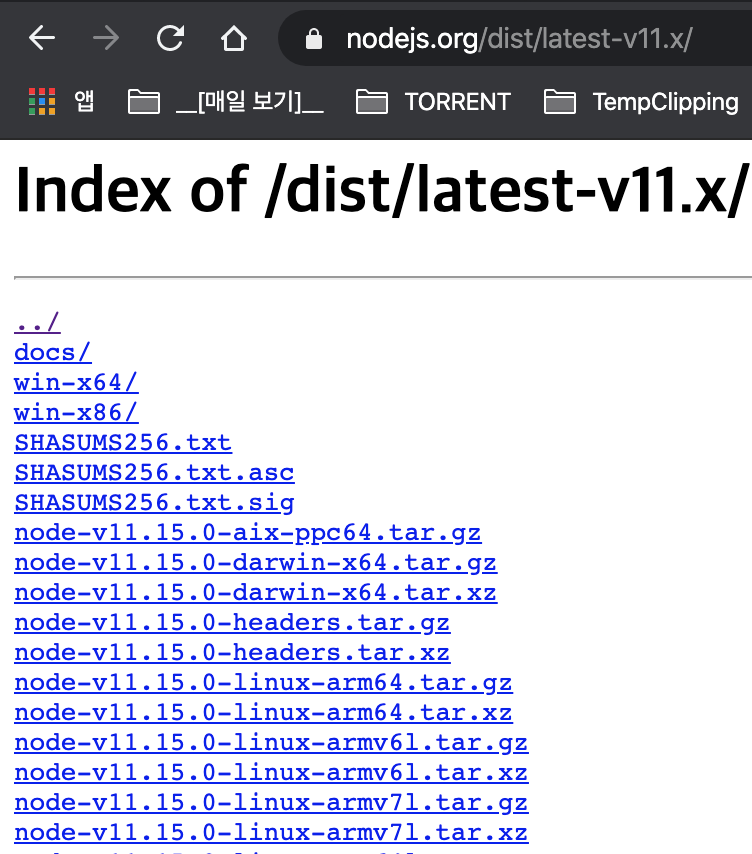 nodejs.org/dist/latest-v11.x/
앱 __[매일 보기]__ TORRENT TempClipping
Index of /dist/latest-v11.x/
../
docs/
win-x64/
win-x86/
SHASUMS256.txt
SHASUMS256.txt.asc
SHASUMS256.txt.sig
node-v11.15.0-aix-ppc64.tar.gz
node-v11.15.0-darwin-x64.tar.gz
node-v11.15.0-darwin-x64.tar.xz
node-v11.15.0-headers.tar.gz
node-v11.15.0-headers.tar.xz
node-v11.15.0-linux-arm64.tar.gz
node-v11.15.0-linux-arm64.tar.xz
node-v11.15.0-linux-armv6l.tar.gz
node-v11.15.0-linux-armv6l.tar.xz
node-v11.15.0-linux-armv7l.tar.gz
node-v11.15.0-linux-armv7l.tar.xz